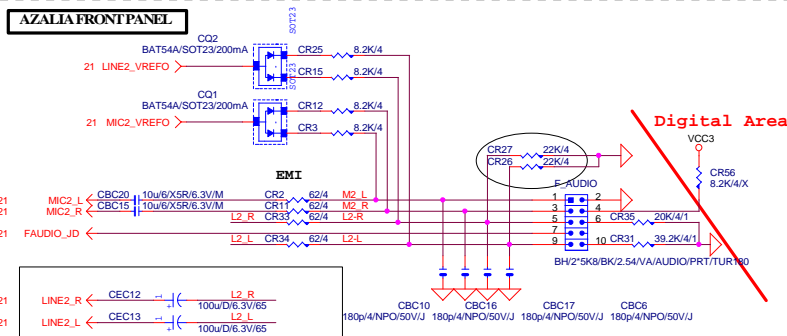 AZALIA FRONT PANEL
SOT23
CQ2
BAT54A/SOT23/200mA
CR25 8.2K/4
21 LINE2_VREFO
CR15 8.2K/4
SOT23
CQ1
BAT54A/SOT23/200mA
CR12 8.2K/4
21 MIC2_VREFO
CR3 8.2K/4
Digital Area
VCC3
CR56
8.2K/4/X
CR27 22K/4
CR26 22K/4
EMI
F_AUDIO
21 MIC2_L CBC20 10u/6/X5R/6.3V/M CR2 62/4 M2_L 1 2
21 MIC2_R CBC15 10u/6/X5R/6.3V/M CR11 62/4 M2_R 3 4
L2_R CR33 62/4 L2-R 5 6 CR35 20K/4/1
21 FAUDIO_JD 7 8
L2_L CR34 62/4 L2-L 9 10 CR31 39.2K/4/1
BH/2*5K8/BK/2.54/VA/AUDIO/PRT/TUR180
CBC10 CBC16 CBC17 CBC6
180p/4/NPO/50V/J 180p/4/NPO/50V/J 180p/4/NPO/50V/J 180p/4/NPO/50V/J
21 LINE2_R CEC12 1 + L2_R
100u/D/6.3V/65
21 LINE2_L CEC13 1 + L2_L
100u/D/6.3V/65